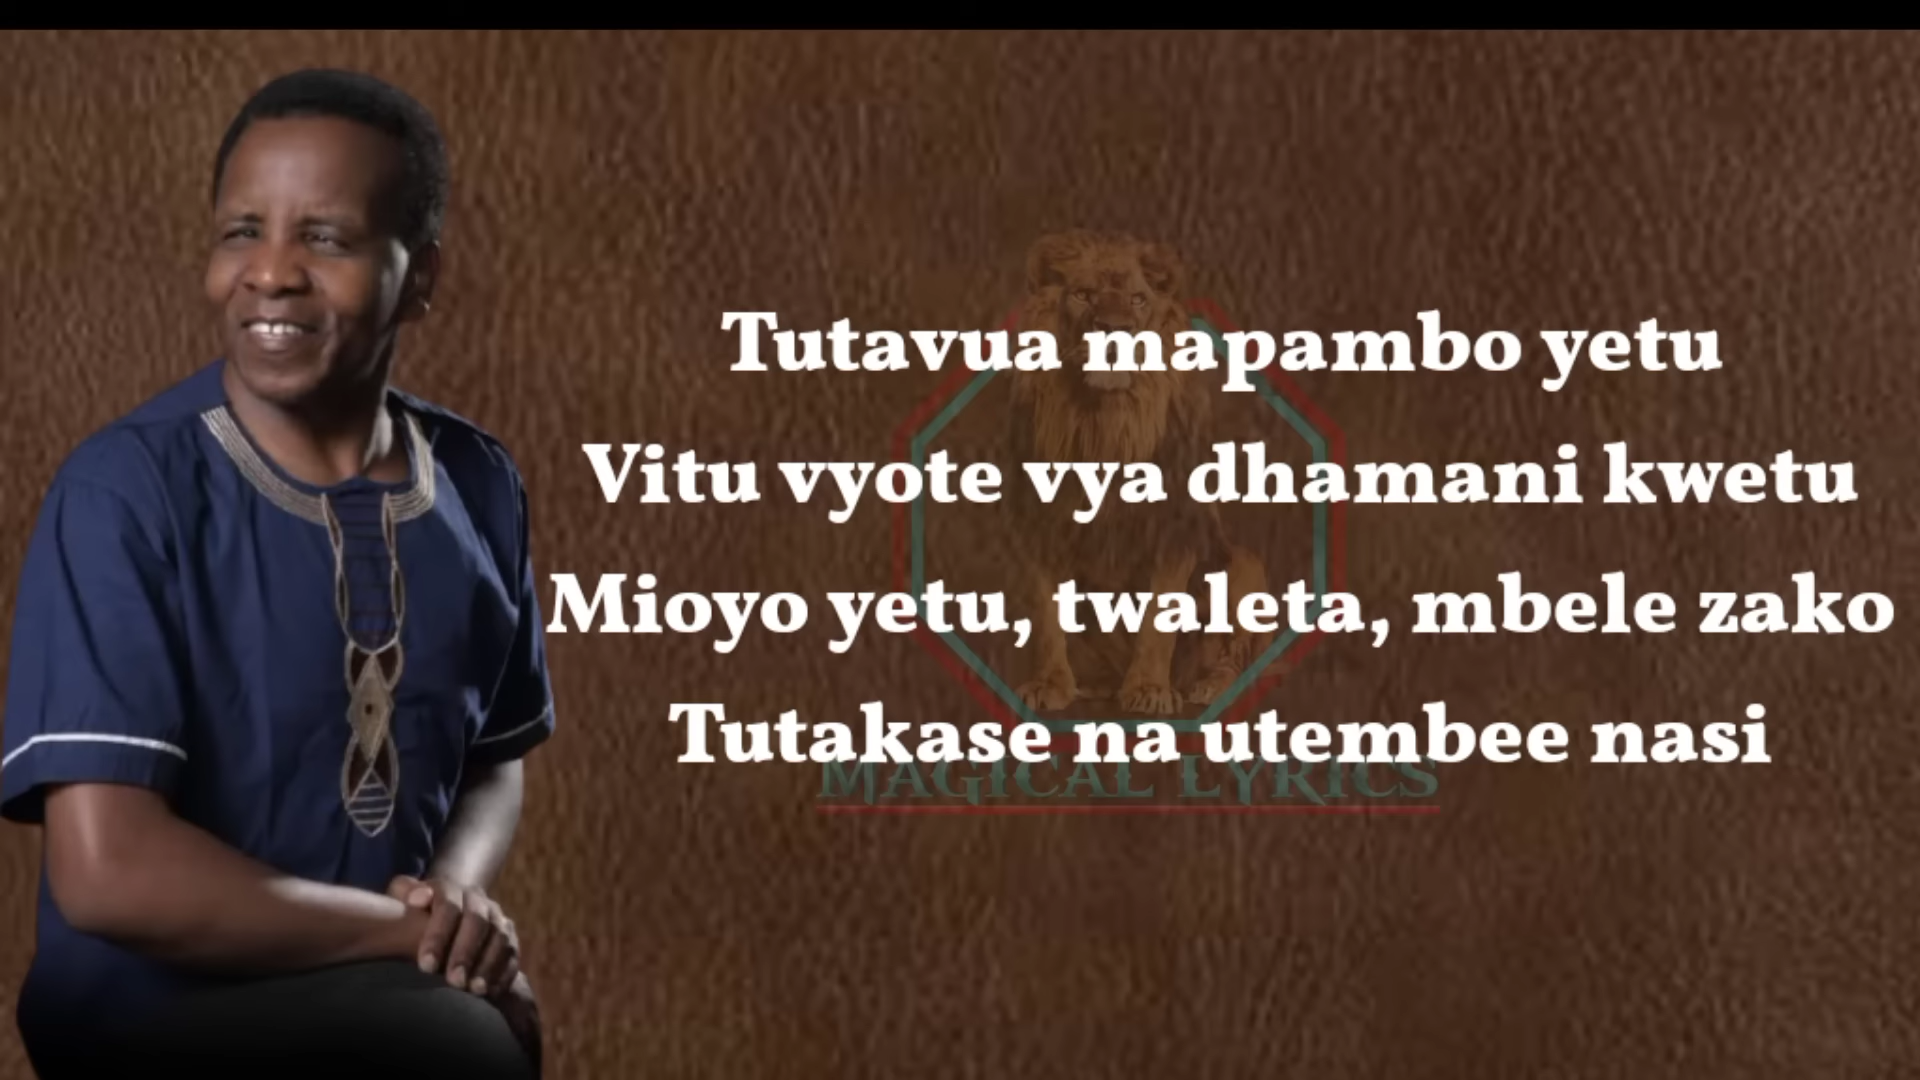 Tutavua mapambo yetu
Vitu vyote vya dhamani kwetu
Mioyo yetu, twaleta, mbele zako
Tutakase na utembee nasi
MAGICAL LYRICS